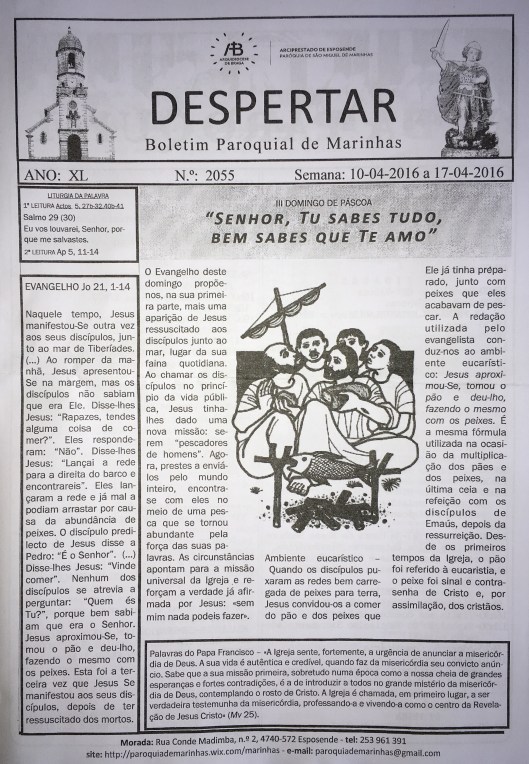 AB
ARQUIDIOCESE
DE BRAGA
ARCIPRESTADO DE ESPOSENDE
PARÓQUIA DE SÃO MIGUEL DE MARINHAS
DESPERTAR
Boletim Paroquial de Marinhas
ANO: XL N.º: 2055 Semana: 10-04-2016 a 17-04-2016
LITURGIA DA PALAVRA
1ª LEITURA Actos 5, 27b-32.40b-41
Salmo 29 (30)
Eu vos louvarei, Senhor, por-
que me salvastes.
2ª LEITURA Ap 5, 11-14
III DOMINGO DE PÁSCOA
“SENHOR, TU SABES TUDO,
BEM SABES QUE TE AMO”
EVANGELHO Jo 21, 1-14
Naquele tempo, Jesus
manifestou-Se outra vez
aos seus discípulos, jun-
to ao mar de Tiberíades.
(...) Ao romper da ma-
nhã, Jesus apresentou-
Se na margem, mas os
discípulos não sabiam
que era Ele. Disse-lhes
Jesus: “Rapazes, tendes
alguma coisa de co-
mer?”. Eles responde-
ram: “Não”. Disse-lhes
Jesus: “Lançai a rede
para a direita do barco e
encontrareis”. Eles lan-
çaram a rede e já mal a
podiam arrastar por cau-
sa da abundância de
peixes. O discípulo predi-
lecto de Jesus disse a
Pedro: “É o Senhor”. (...)
Disse-lhes Jesus: “Vinde
comer”. Nenhum dos
discípulos se atrevia a
perguntar: “Quem és
Tu?”, porque bem sabi-
am que era o Senhor.
Jesus aproximou-Se, to-
mou o pão e deu-lho,
fazendo o mesmo com
os peixes. Esta foi a ter-
ceira vez que Jesus Se
manifestou aos seus dis-
cípulos, depois de ter
ressuscitado dos mortos.
O Evangelho deste
domingo propõe-
nos, na sua primei-
ra parte, mais uma
aparição de Jesus
ressuscitado aos
discípulos junto ao
mar, lugar da sua
faina quotidiana.
Ao chamar os dis-
cípulos no princí-
pio da vida públi-
ca, Jesus tinha-
lhes dado uma
nova missão: se-
rem “pescadores
de homens”. Ago-
ra, prestes a enviá-
los pelo mundo
inteiro, encontra-
se com eles no
meio de uma pes-
ca que se tornou
abundante pela
força das suas pa-
lavras. As circunstâncias
apontam para a missão
universal da Igreja e re-
forçam a verdade já afir-
mada por Jesus: «sem
mim nada podeis fazer».
Ambiente eucarístico –
Quando os discípulos pu-
xaram as redes bem carre-
gada de peixes para terra,
Jesus convidou-os a comer
do pão e dos peixes que
Ele já tinha prépa-
rado, junto com
peixes que eles
acabavam de pes-
car. A redação
utilizada pelo
evangelista con-
duz-nos ao ambi-
ente eucarísti-
co: Jesus aproxi-
mou-Se, tomou o
pão e deu-lho,
fazendo o mesmo
com os peixes. É
a mesma fórmula
utilizada na ocasi-
ão da multiplica-
ção dos pães e
dos peixes, na
última ceia e na
refeição com os
discípulos de
Emaús, depois da
ressurreição. Des-
de os primeiros
tempos da Igreja, o pão
foi referido à eucaristia, e
o peixe foi sinal e contra-
senha de Cristo e, por
assimilação, dos cristãos.
Palavras do Papa Francisco – «A Igreja sente, fortemente, a urgência de anunciar a misericór-
dia de Deus. A sua vida é autêntica e credível, quando faz da misericórdia seu convicto anún-
cio. Sabe que a sua missão primeira, sobretudo numa época como a nossa cheia de grandes
esperanças e fortes contradições, é a de introduzir a todos no grande mistério da misericór-
dia de Deus, contemplando o rosto de Cristo. A Igreja é chamada, em primeiro lugar, a ser
verdadeira testemunha da misericórdia, professando-a e vivendo-a como o centro da Revela-
ção de Jesus Cristo» (Mv 25).
Morada: Rua Conde Madimba, n.º 2, 4740-572 Esposende - tel: 253 961 391
site: http://paroquiademarinhas.wix.com/marinhas - e-mail: paroquiademarinhas@gmail.com